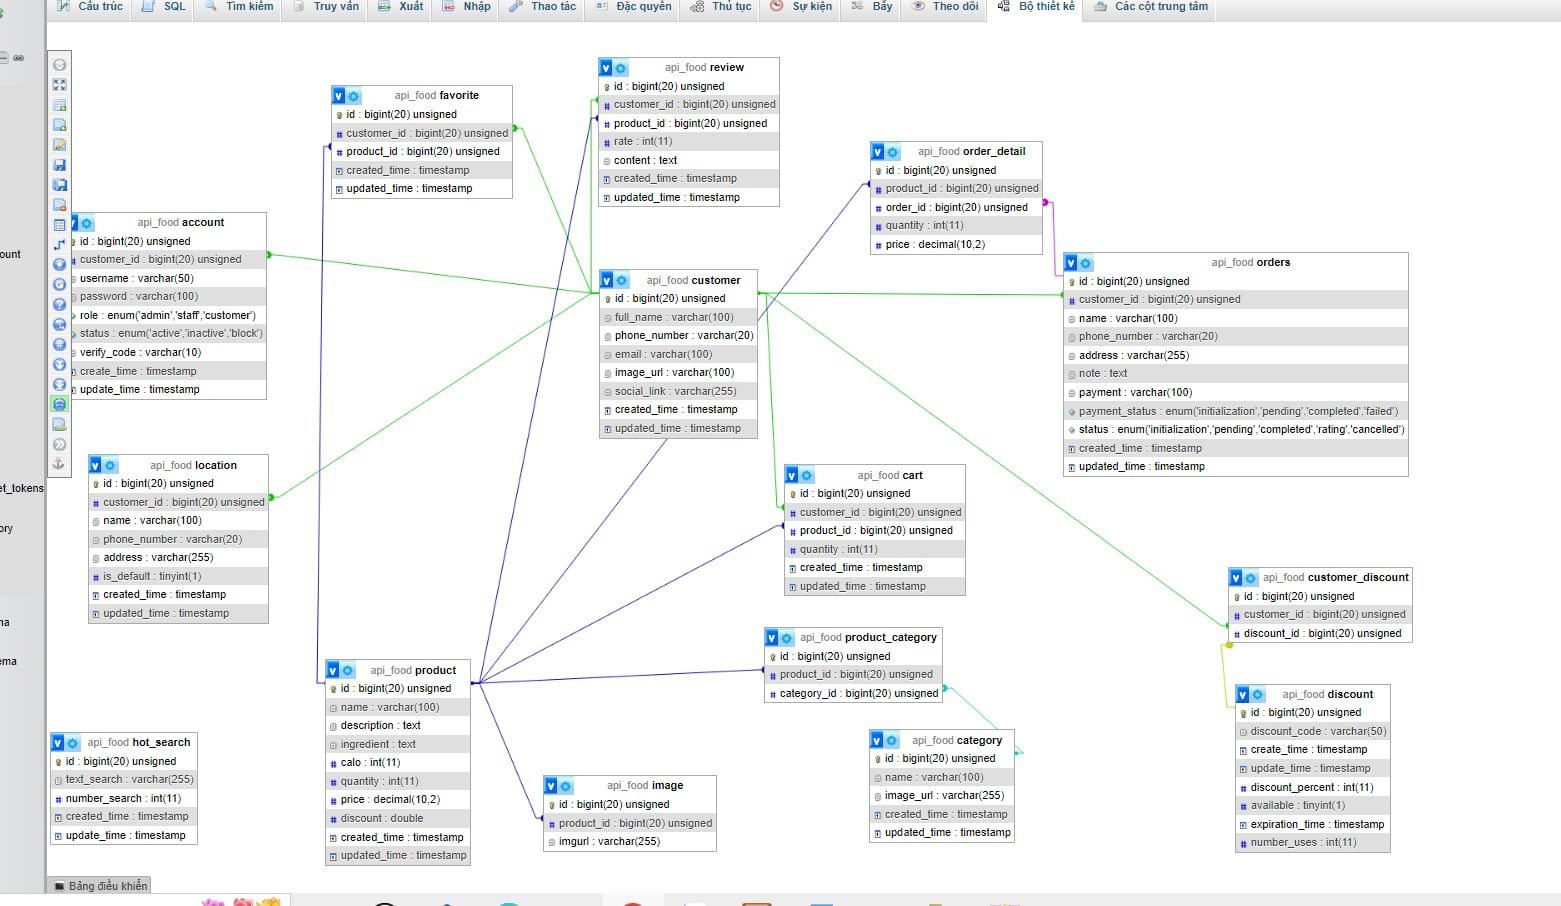 Cấu trúc
SQL
Tìm kiếm
Truy vấn
Xuất
Nhập
Thao tác
Đặc quyền
Thủ tục
Sự kiện
Bẫy
Theo dõi
Bộ thiết kế
Các cột trung tâm
api_food review
id : bigint(20) unsigned
customer_id : bigint(20) unsigned
product_id : bigint(20) unsigned
rate : int(11)
content : text
created_time : timestamp
updated_time : timestamp
api_food favorite
id : bigint(20) unsigned
customer_id : bigint(20) unsigned
product_id : bigint(20) unsigned
created_time : timestamp
updated_time : timestamp
api_food order_detail
id : bigint(20) unsigned
product_id : bigint(20) unsigned
order_id : bigint(20) unsigned
quantity : int(11)
price : decimal(10,2)
api_food account
id : bigint(20) unsigned
customer_id : bigint(20) unsigned
username : varchar(50)
password : varchar(100)
role : enum('admin','staff','customer')
status : enum('active','inactive','block')
verify_code : varchar(10)
create_time : timestamp
update_time : timestamp
ount
api_food customer
id : bigint(20) unsigned
full_name : varchar(100)
phone_number : varchar(20)
email : varchar(100)
image_url : varchar(100)
social_link : varchar(255)
created_time : timestamp
updated_time : timestamp
api_food orders
id : bigint(20) unsigned
customer_id : bigint(20) unsigned
name : varchar(100)
phone_number : varchar(20)
address : varchar(255)
note : text
payment : varchar(100)
payment_status : enum('initialization','pending','completed','failed')
status : enum('initialization','pending','completed','rating','cancelled')
created_time : timestamp
updated_time : timestamp
api_food location
id : bigint(20) unsigned
customer_id : bigint(20) unsigned
name : varchar(100)
phone_number : varchar(20)
address : varchar(255)
is_default : tinyint(1)
created_time : timestamp
updated_time : timestamp
et_tokens
ory
na
ema
api_food cart
id : bigint(20) unsigned
customer_id : bigint(20) unsigned
product_id : bigint(20) unsigned
quantity : int(11)
created_time : timestamp
updated_time : timestamp
api_food customer_discount
id : bigint(20) unsigned
customer_id : bigint(20) unsigned
discount_id : bigint(20) unsigned
api_food product_category
id : bigint(20) unsigned
product_id : bigint(20) unsigned
category_id : bigint(20) unsigned
api_food product
id : bigint(20) unsigned
name : varchar(100)
description : text
ingredient : text
calo : int(11)
quantity : int(11)
price : decimal(10,2)
discount : double
created_time : timestamp
updated_time : timestamp
api_food discount
id : bigint(20) unsigned
discount_code : varchar(50)
create_time : timestamp
update_time : timestamp
discount_percent : int(11)
available : tinyint(1)
expiration_time : timestamp
number_uses : int(11)
api_food hot_search
id : bigint(20) unsigned
text_search : varchar(255)
number_search : int(11)
created_time : timestamp
update_time : timestamp
api_food category
id : bigint(20) unsigned
name : varchar(100)
image_url : varchar(255)
created_time : timestamp
updated_time : timestamp
api_food image
id : bigint(20) unsigned
product_id : bigint(20) unsigned
imgurl : varchar(255)
Bảng điều khiển